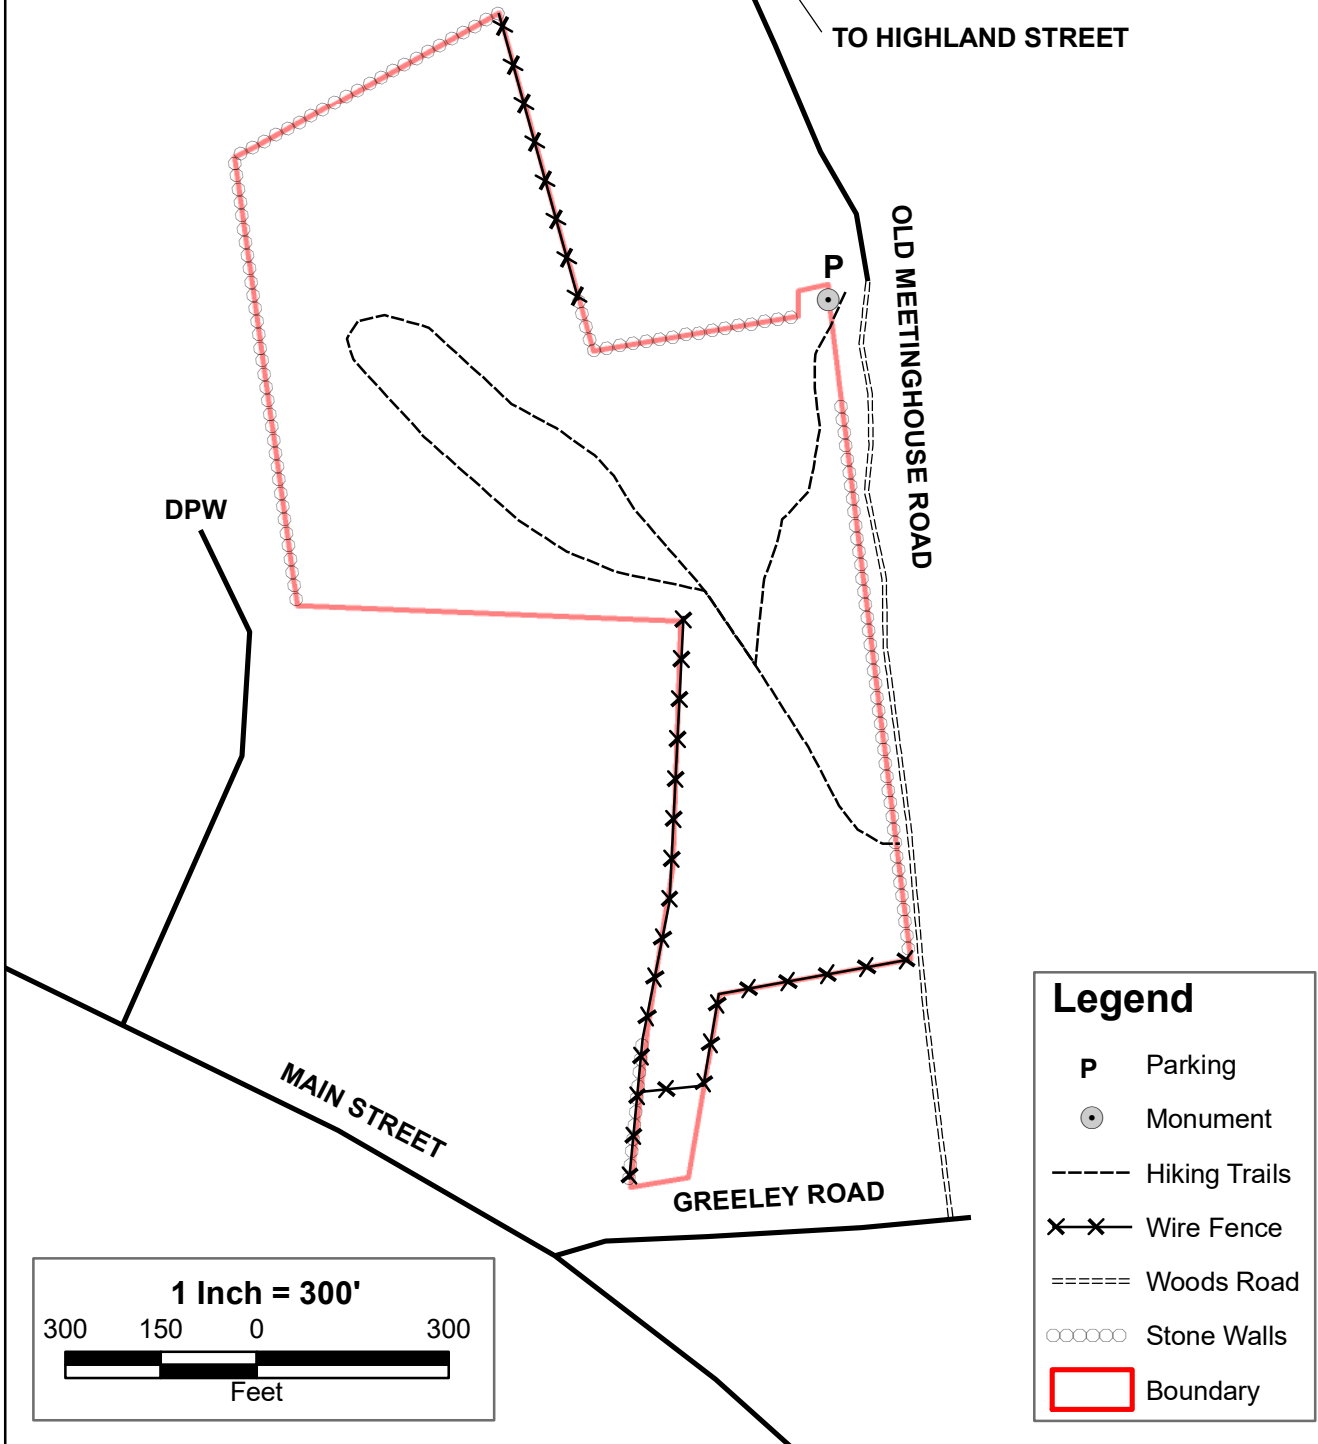 TO HIGHLAND STREET
OLD MEETINGHOUSE ROAD
P
DPW
MAIN STREET
GREELEY ROAD
Legend
P Parking
Monument
Hiking Trails
Wire Fence
Woods Road
Stone Walls
Boundary
1 Inch = 300'
300 150 0 300
Feet